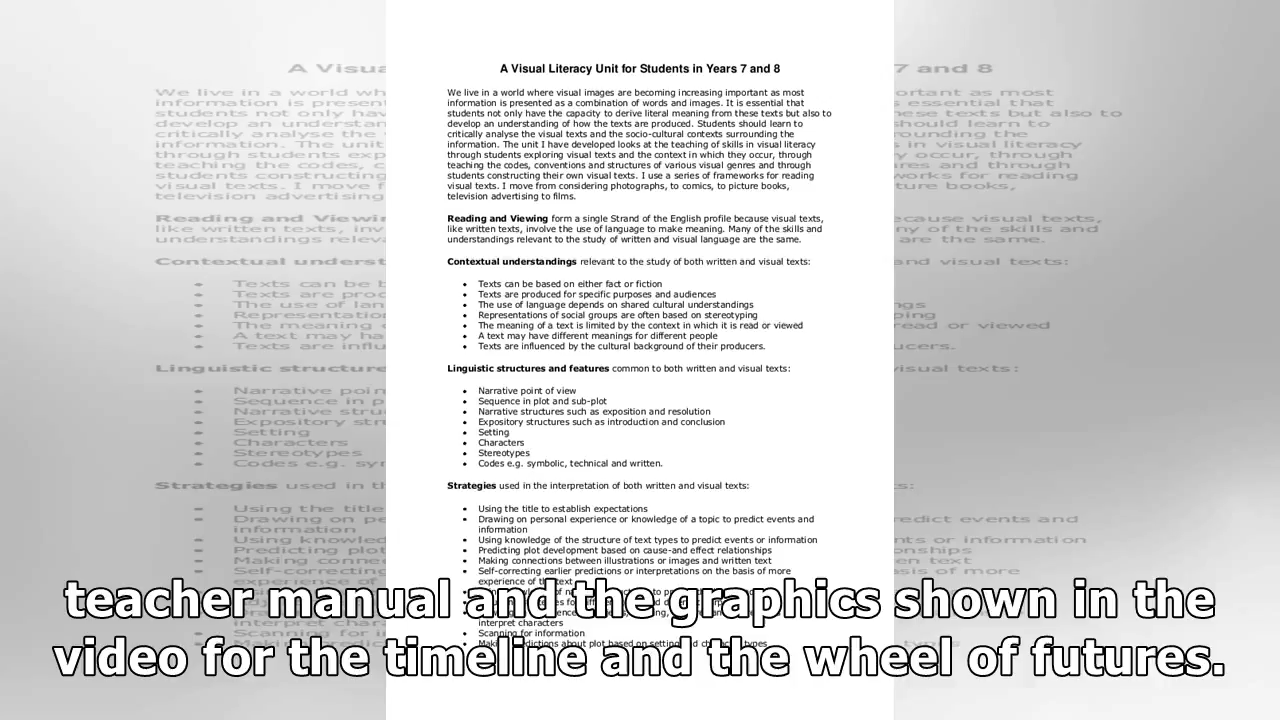 A Visual Literacy Unit for Students in Years 7 and 8
We live in a world where visual images are becoming increasing important as most
information is presented as a combination of words and images. It is essential that
students not only have the capacity to derive literal meaning from these texts but also to
develop an understanding of how the texts are produced. Students should learn to
critically analyse the visual texts and the socio-cultural contexts surrounding the
information. The unit I have developed looks at the teaching of skills in visual literacy
through students exploring visual texts and the context in which they occur, through
teaching the codes, conventions and structures of various visual genres and through
students constructing their own visual texts. I use a series of frameworks for reading
visual texts. I move from considering photographs, to comics, to picture books,
television advertising to films.
Reading and Viewing form a single Strand of the English profile because visual texts,
like written texts, involve the use of language to make meaning. Many of the skills and
understandings relevant to the study of written and visual language are the same.
Contextual understandings relevant to the study of both written and visual texts:
• Texts can be based on either fact or fiction
• Texts are produced for specific purposes and audiences
• The use of language depends on shared cultural understandings
• Representations of social groups are often based on stereotyping
• The meaning of a text is limited by the context in which it is read or viewed
• A text may have different meanings for different people
• Texts are influenced by the cultural background of their producers.
Linguistic structures and features common to both written and visual texts:
• Narrative point of view
• Sequence in plot and sub-plot
• Narrative structures such as exposition and resolution
• Expository structures such as introduction and conclusion
• Setting
• Characters
• Stereotypes
• Codes e.g. symbolic, technical and written.
Strategies used in the interpretation of both written and visual texts:
• Using the title to establish expectations
• Drawing on personal experience or knowledge of a topic to predict events and
information
• Using knowledge of the structure of text types to predict events or information
• Predicting plot development based on cause-and effect relationships
• Making connections between illustrations or images and written text
• Self-correcting earlier predictions or interpretations on the basis of more
experience of the text
interpret characters
• Scanning for information
• Making predictions about plot based on setting and character types
teacher manual and the graphics shown in the
video for the timeline and the wheel of futures.